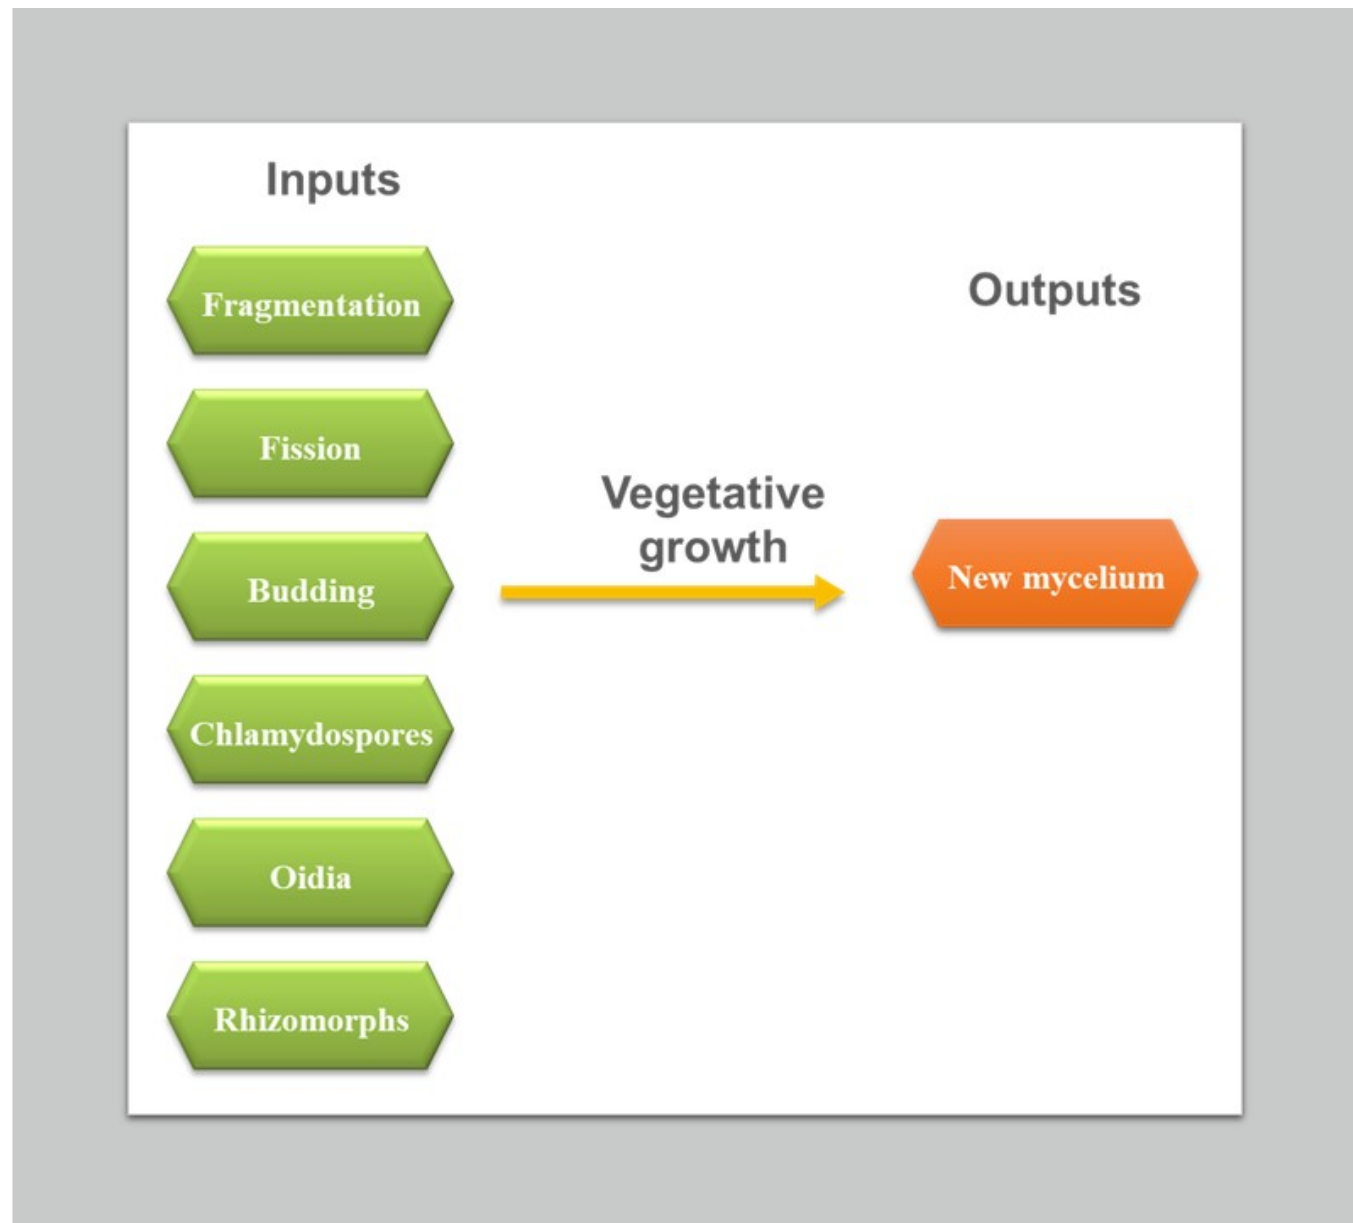 Inputs
Fragmentation
Fission
Budding
Chlamydospores
Oidia
Rhizomorphs
Vegetative
growth
Outputs
New mycelium